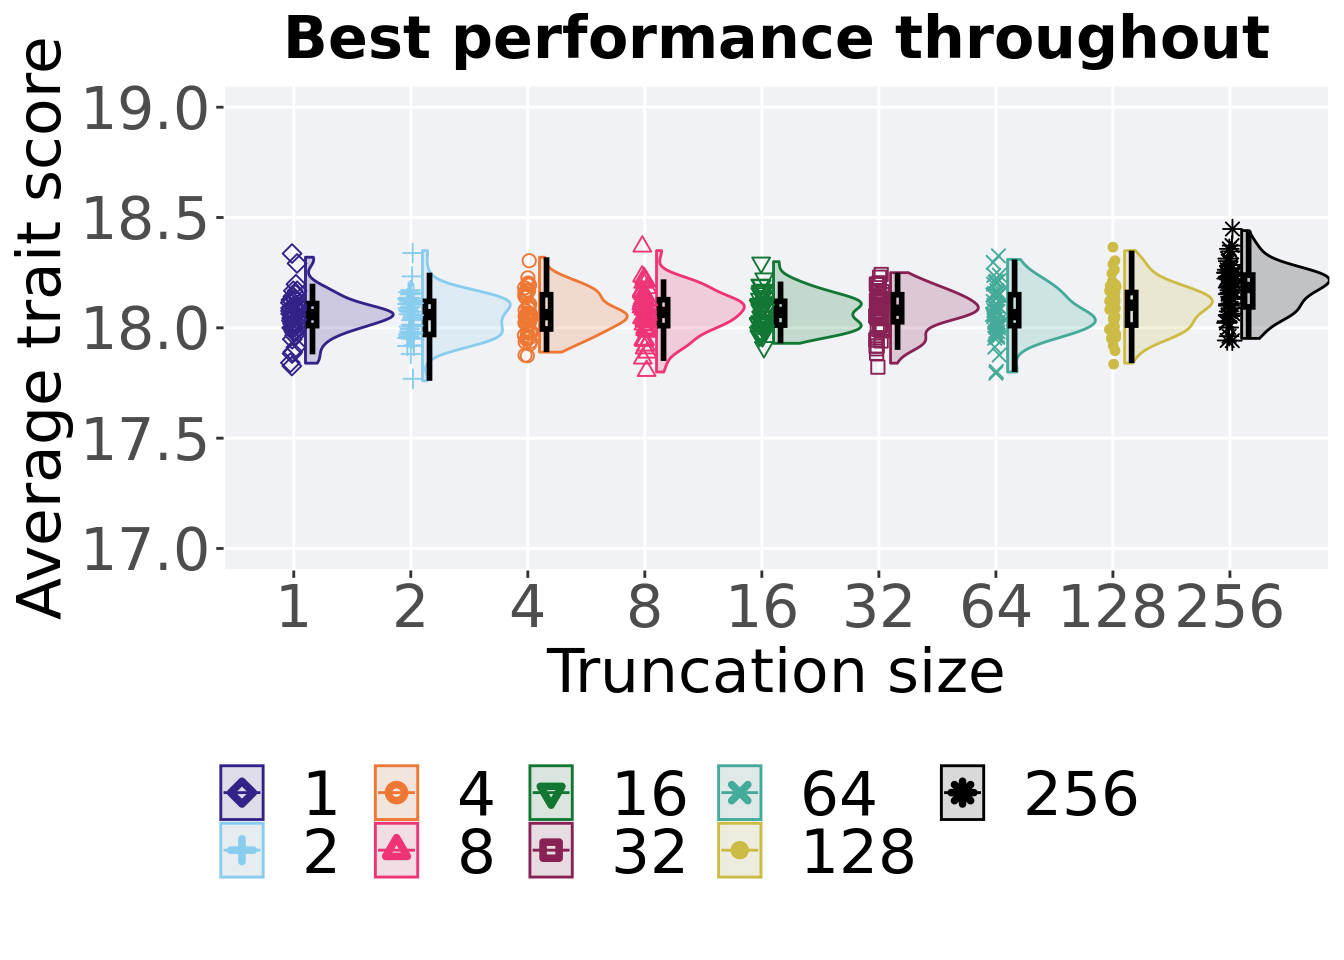 Best performance throughout
Average trait score
19.0
18.5
18.0
17.5
17.0
1 2 4 8 16 32 64 128 256
Truncation size
1 4 16 64 256
2 8 32 128